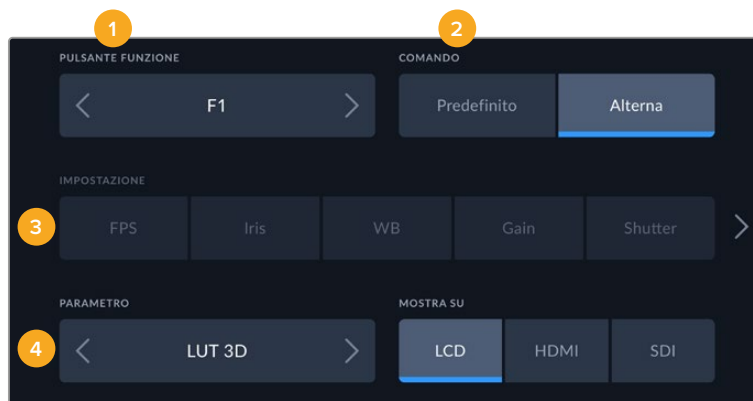 1
2
PULSANTE FUNZIONE
COMANDO
F1
Predefinito
Alterna
IMPOSTAZIONE
3
FPS
Iris
WB
Gain
Shutter
PARAMETRO
MOSTRA SU
4
LUT 3D
LCD
HDMI
SDI